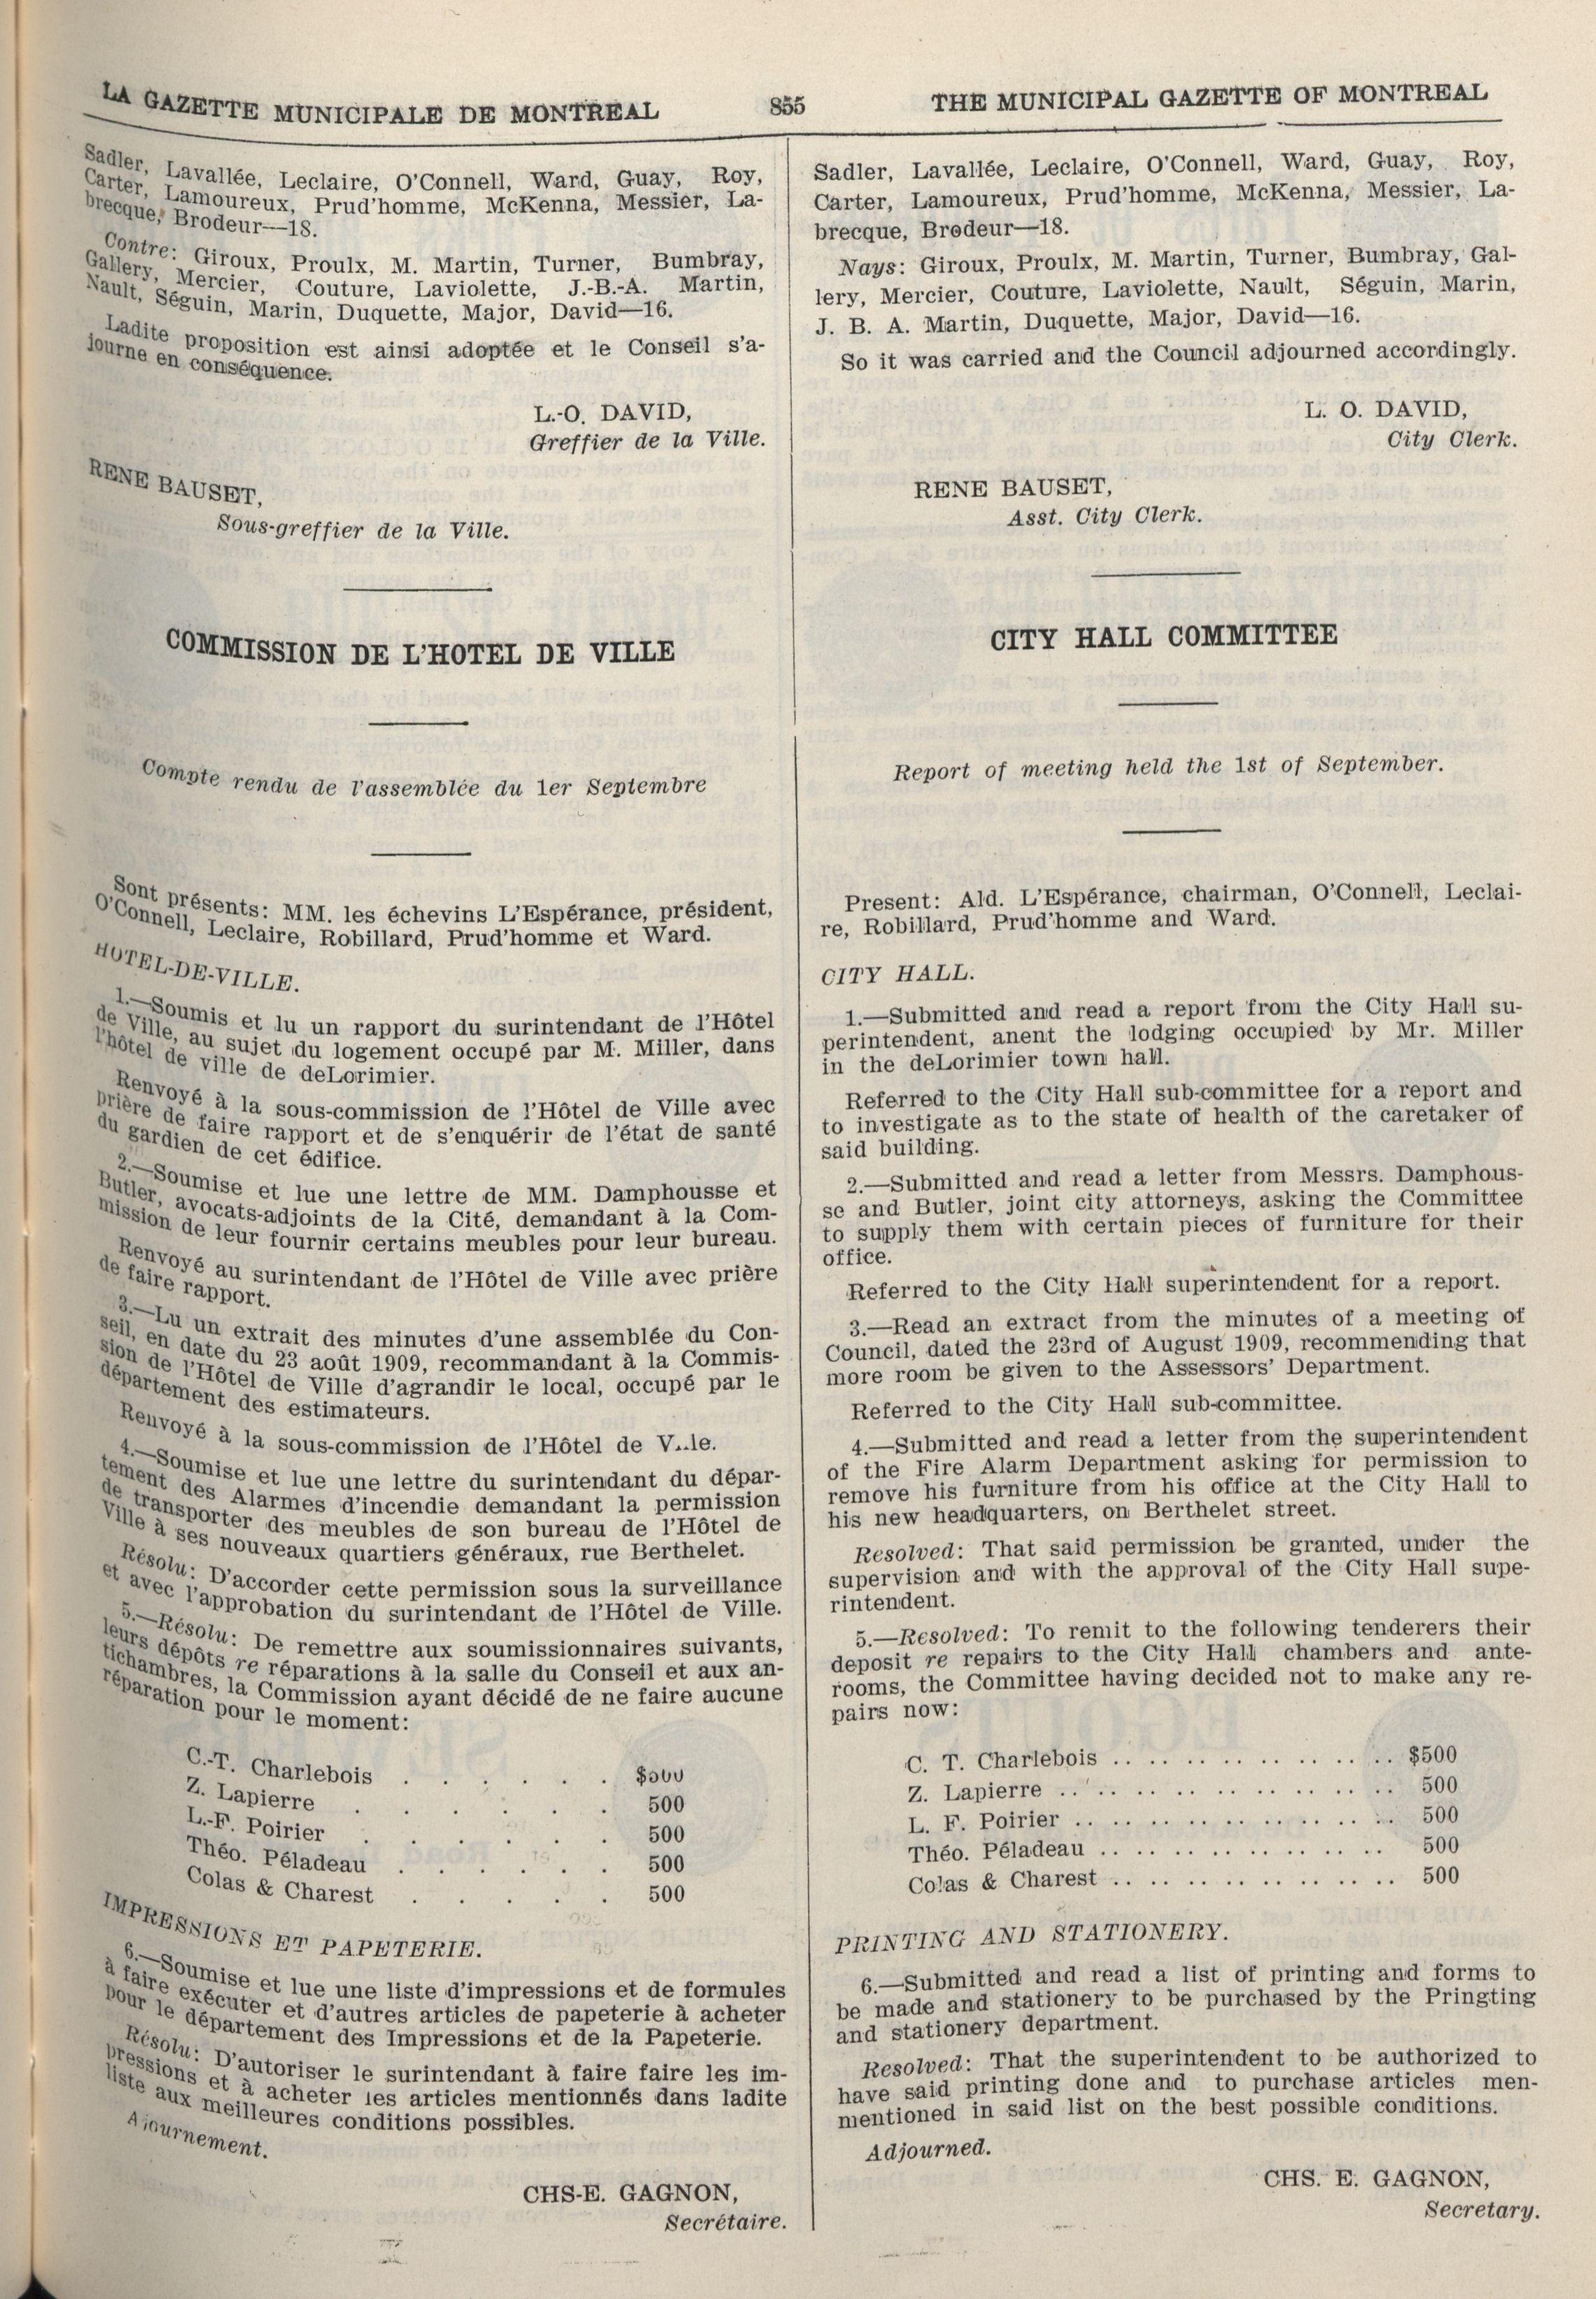 LA GAZETTE MUNICIPALE DE MONTREAL
855
THE MUNICIPAL GAZETTE OF MONTREAL
Sadler, Lavallée, Leclaire, O'Connell, Ward, Guay, Roy,
Carter, Lamoureux, Prud'homme, McKenna, Messier, La-
brecque, Brodeur—18.
Contre: Giroux, Proulx, M. Martin, Turner, Bumbray,
Gallery, Mercier, Couture, Laviolette, J.-B.-A. Martin,
Nault, Séguin, Marin, Duquette, Major, David—16.
Ladite proposition est ainsi adoptée et le Conseil s'a-
journe en conséquence.
L.-O. DAVID,
Greffier de la Ville.
RENE BAUSET,
Sous-greffier de la Ville.
COMMISSION DE L'HOTEL DE VILLE
Compte rendu de l'assemblée du 1er Septembre
Sont présents: MM. les échevins L'Espérance, président,
O'Connell, Leclaire, Robillard, Prud'homme et Ward.
HOTEL-DE-VILLE.
1.—Soumis et lu un rapport du surintendant de l'Hôtel
de Ville, au sujet du logement occupé par M. Miller, dans
l'hôtel de ville de deLorimier.
Renvoyé à la sous-commission de l'Hôtel de Ville avec
prière de faire rapport et de s'enquérir de l'état de santé
du gardien de cet édifice.
2.—Soumise et lue une lettre de MM. Damphousse et
Butler, avocats-adjoints de la Cité, demandant à la Com-
mission de leur fournir certains meubles pour leur bureau.
Renvoyé au surintendant de l'Hôtel de Ville avec prière
de faire rapport.
3.—Lu un extrait des minutes d'une assemblée du Con-
seil, en date du 23 août 1909, recommandant à la Commis-
sion de l'Hôtel de Ville d'agrandir le local, occupé par le
département des estimateurs.
Renvoyé à la sous-commission de l'Hôtel de V..le.
4.—Soumise et lue une lettre du surintendant du dépar-
tement des Alarmes d'incendie demandant la permission
de transporter des meubles de son bureau de l'Hôtel de
Ville à ses nouveaux quartiers généraux, rue Berthelet.
Résolu: D'accorder cette permission sous la surveillance
et avec l'approbation du surintendant de l'Hôtel de Ville.
5.—Résolu: De remettre aux soumissionnaires suivants,
leurs dépôts re réparations à la salle du Conseil et aux an-
tichambres, la Commission ayant décidé de ne faire aucune
réparation pour le moment:
C.-T. Charlebois . . . . . . $500
Z. Lapierre . . . . . . 500
L.-F. Poirier . . . . . . 500
Théo. Péladeau . . . . . . 500
Colas & Charest . . . . . 500
IMPRESSIONS ET PAPETERIE.
6.—Soumise et lue une liste d'impressions et de formules
à faire exécuter et d'autres articles de papeterie à acheter
pour le département des Impressions et de la Papeterie.
Résolu: D'autoriser le surintendant à faire faire les im-
pressions et à acheter les articles mentionnés dans ladite
liste aux meilleures conditions possibles.
Ajournement.
CHS-E. GAGNON,
Secrétaire.
Sadler, Lavallée, Leclaire, O'Connell, Ward, Guay, Roy,
Carter, Lamoureux, Prud'homme, McKenna, Messier, La-
brecque, Brodeur—18.
Nays: Giroux, Proulx, M. Martin, Turner, Bumbray, Gal-
lery, Mercier, Couture, Laviolette, Nault, Séguin, Marin,
J. B. A. Martin, Duquette, Major, David—16.
So it was carried and the Council adjourned accordingly.
L. O. DAVID,
City Clerk.
RENE BAUSET,
Asst. City Clerk.
CITY HALL COMMITTEE
Report of meeting held the 1st of September.
Present: Ald. L'Espérance, chairman, O'Connell, Leclai-
re, Robillard, Prud'homme and Ward.
CITY HALL.
1.—Submitted and read a report from the City Hall su-
perintendent, anent the lodging occupied by Mr. Miller
in the deLorimier town hall.
Referred to the City Hall sub-committee for a report and
to investigate as to the state of health of the caretaker of
said building.
2.—Submitted and read a letter from Messrs. Damphous-
se and Butler, joint city attorneys, asking the Committee
to supply them with certain pieces of furniture for their
office.
Referred to the City Hall superintendent for a report.
3.—Read an extract from the minutes of a meeting of
Council, dated the 23rd of August 1909, recommending that
more room be given to the Assessors' Department.
Referred to the City Hall sub-committee.
4.—Submitted and read a letter from the superintendent
of the Fire Alarm Department asking for permission to
remove his furniture from his office at the City Hall to
his new headquarters, on Berthelet street.
Resolved: That said permission be granted, under the
supervision and with the approval of the City Hall supe-
rintendent.
5.—Resolved: To remit to the following tenderers their
deposit re repairs to the City Hall chambers and ante-
rooms, the Committee having decided not to make any re-
pairs now:
C. T. Charlebois .. .. .. .. .. .. .. .. .. $500
Z. Lapierre .. .. .. .. .. .. .. .. .. .. 500
L. F. Poirier .. .. .. .. .. .. .. .. .. .. 500
Théo. Péladeau .. .. .. .. .. .. .. .. .. 500
Colas & Charest .. .. .. .. .. .. .. .. .. 500
PRINTING AND STATIONERY.
6.—Submitted and read a list of printing and forms to
be made and stationery to be purchased by the Pringting
and stationery department.
Resolved: That the superintendent to be authorized to
have said printing done and to purchase articles men-
mentioned in said list on the best possible conditions.
Adjourned.
CHS. E. GAGNON,
Secretary.